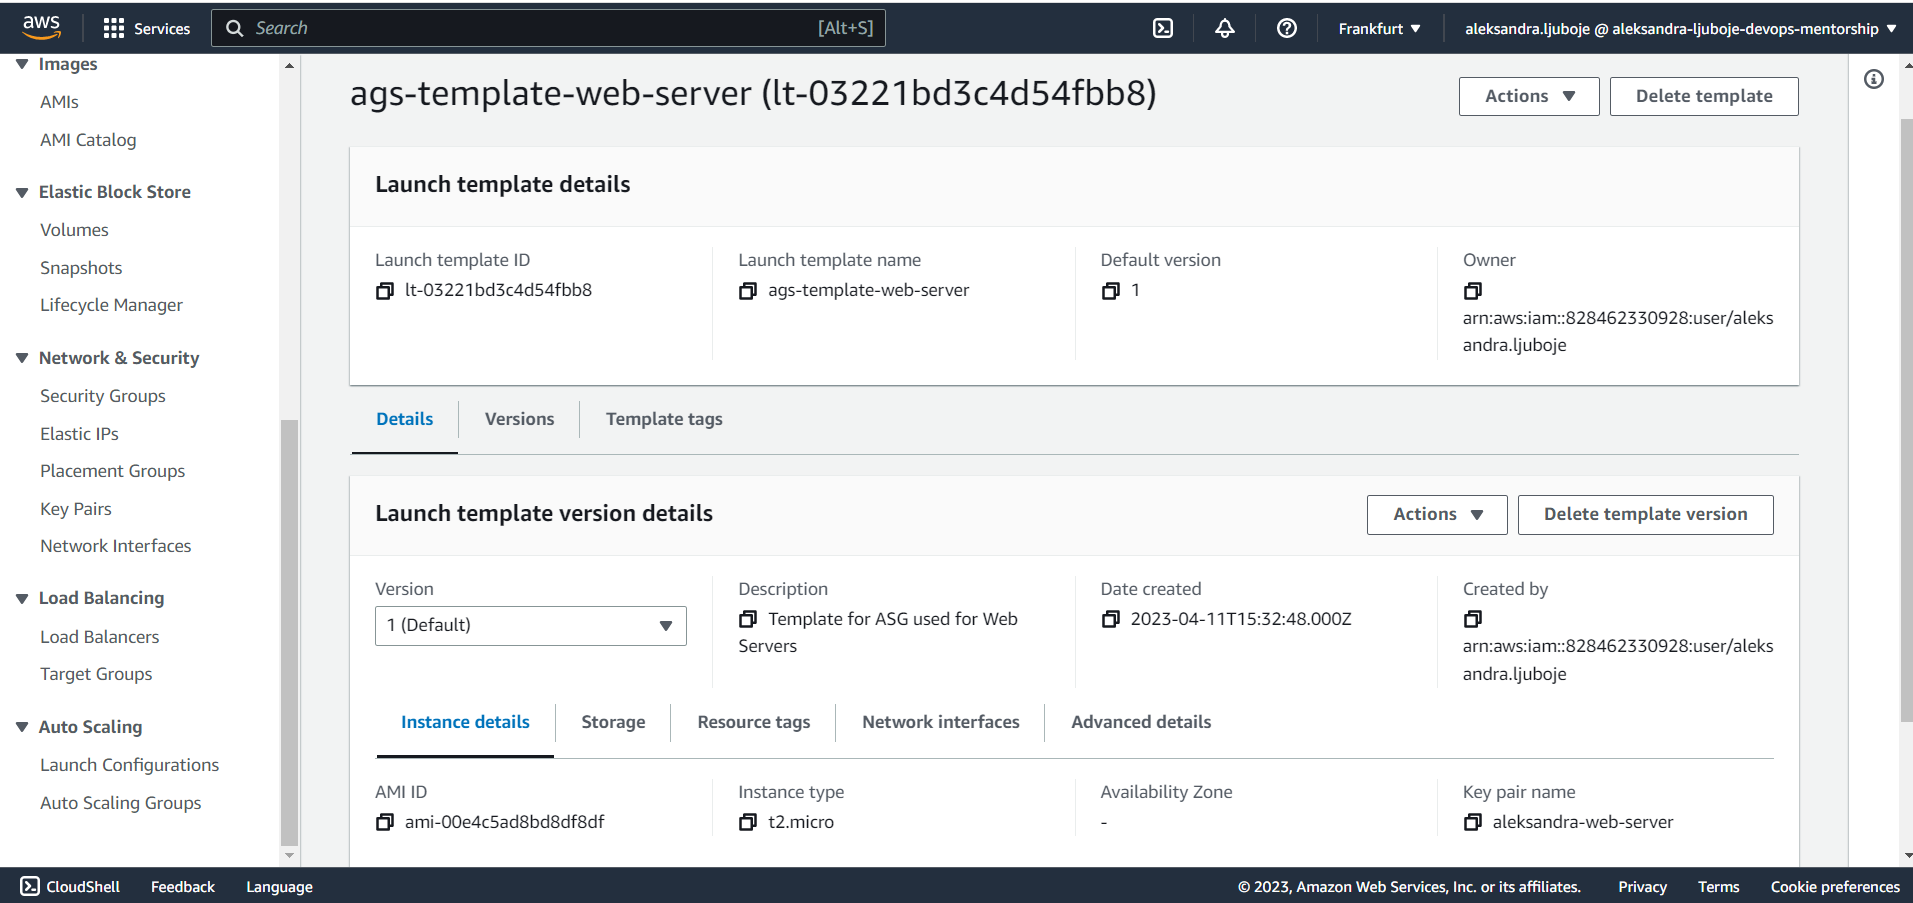 aws
Services
Search
[Alt+S]
Frankfurt
aleksandra.ljuboje @ aleksandra-ljuboje-devops-mentorship
Images
AMIs
AMI Catalog
Elastic Block Store
Volumes
Snapshots
Lifecycle Manager
Network & Security
Security Groups
Elastic IPs
Placement Groups
Key Pairs
Network Interfaces
Load Balancing
Load Balancers
Target Groups
Auto Scaling
Launch Configurations
Auto Scaling Groups
ags-template-web-server (lt-03221bd3c4d54fbb8)
Actions
Delete template
Launch template details
Launch template ID
lt-03221bd3c4d54fbb8
Launch template name
ags-template-web-server
Default version
1
Owner
arn:aws:iam::828462330928:user/aleks
andra.ljuboje
Details
Versions
Template tags
Launch template version details
Actions
Delete template version
Version
1 (Default)
Description
Template for ASG used for Web
Servers
Date created
2023-04-11T15:32:48.000Z
Created by
arn:aws:iam::828462330928:user/aleks
andra.ljuboje
Instance details
Storage
Resource tags
Network interfaces
Advanced details
AMI ID
ami-00e4c5ad8bd8df8df
Instance type
t2.micro
Availability Zone
-
Key pair name
aleksandra-web-server
CloudShell
Feedback
Language
© 2023, Amazon Web Services, Inc. or its affiliates.
Privacy
Terms
Cookie preferences